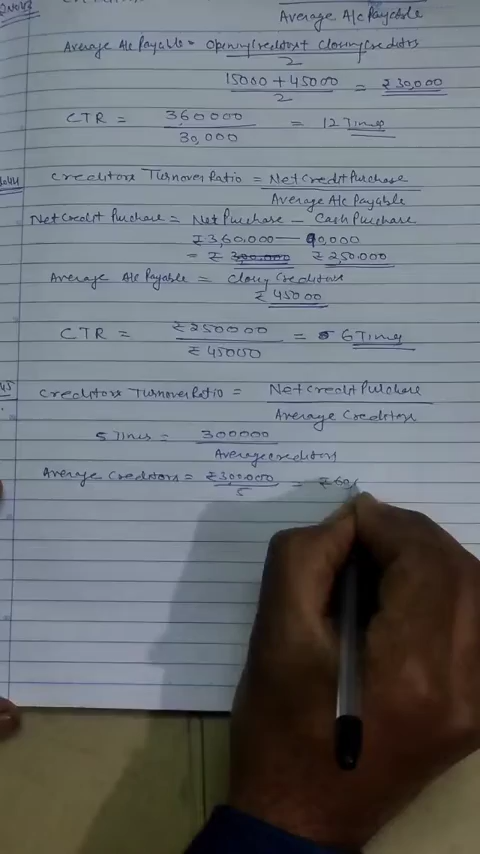 Average A/c Payable
Average A/c Payable = Opening Creditors + Closing Creditors
2
15000 + 45000 = ₹30,000
2
CTR = 360000 = 12 Times
30,000
Creditors Turnover Ratio = Net Credit Purchase
Average A/c Payable
Net Credit Purchase = Net Purchase - Cash Purchase
₹3,60,000 — 90,000
= ₹ ₹2,50,000
Average A/c Payable = Creditors
₹45000
CTR = ₹250000 = 6 Times
₹45000
45
Creditors Turnover Ratio = Net Credit Purchase
Average Creditors
5 Times = 300000
Average creditors
Average Creditors = ₹300000 = ₹60,
5